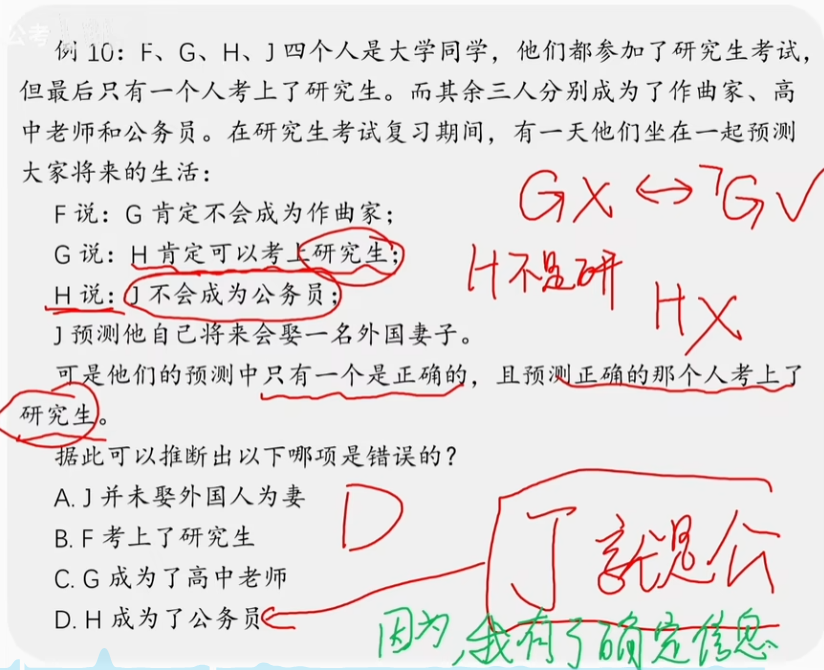 公考
例 10：F、G、H、J 四个人是大学同学，他们都参加了研究生考试，
但最后只有一个人考上了研究生。而其余三人分别成为了作曲家、高
中老师和公务员。在研究生考试复习期间，有一天他们坐在一起预测
大家将来的生活：
F 说：G 肯定不会成为作曲家；
G 说：H 肯定可以考上研究生；
H 说：J 不会成为公务员；
J 预测他自己将来会娶一名外国妻子。
可是他们的预测中只有一个是正确的，且预测正确的那个人考上了
研究生。
据此可以推断出以下哪项是错误的？
A. J 并未娶外国人为妻
B. F 考上了研究生
C. G 成为了高中老师
D. H 成为了公务员
GX ↔ ¬G√
H不是研
HX
D
J 就是公
因为,我有了确定信息